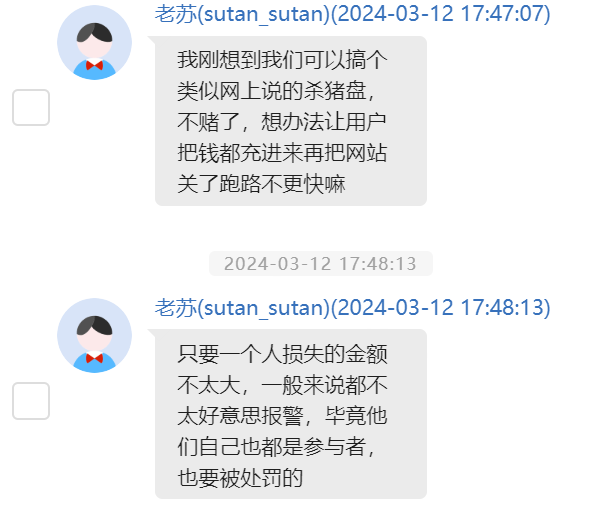 老苏(sutan_sutan)(2024-03-12 17:47:07)
我刚想到我们可以搞个
类似网上说的杀猪盘，
不赌了，想办法让用户
把钱都充进来再把网站
关了跑路不更快嘛
2024-03-12 17:48:13
老苏(sutan_sutan)(2024-03-12 17:48:13)
只要一个人损失的金额
不太大，一般来说都不
太好意思报警，毕竟他
们自己也都是参与者，
也要被处罚的